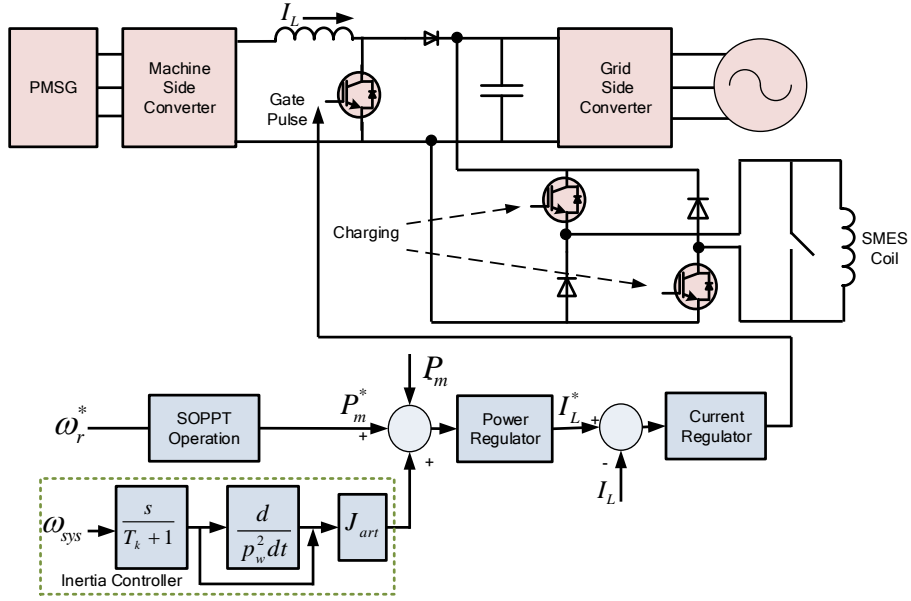 I_L
PMSG
Machine
Side
Converter
Gate
Pulse
Grid
Side
Converter
Charging
SMES
Coil
P_m
-
ω_r^*
SOPPT
Operation
P_m^*
+
+
Power
Regulator
I_L^*
+
-
I_L
Current
Regulator
ω_sys
s
T_k + 1
d
p_w^2 dt
J_art
Inertia Controller